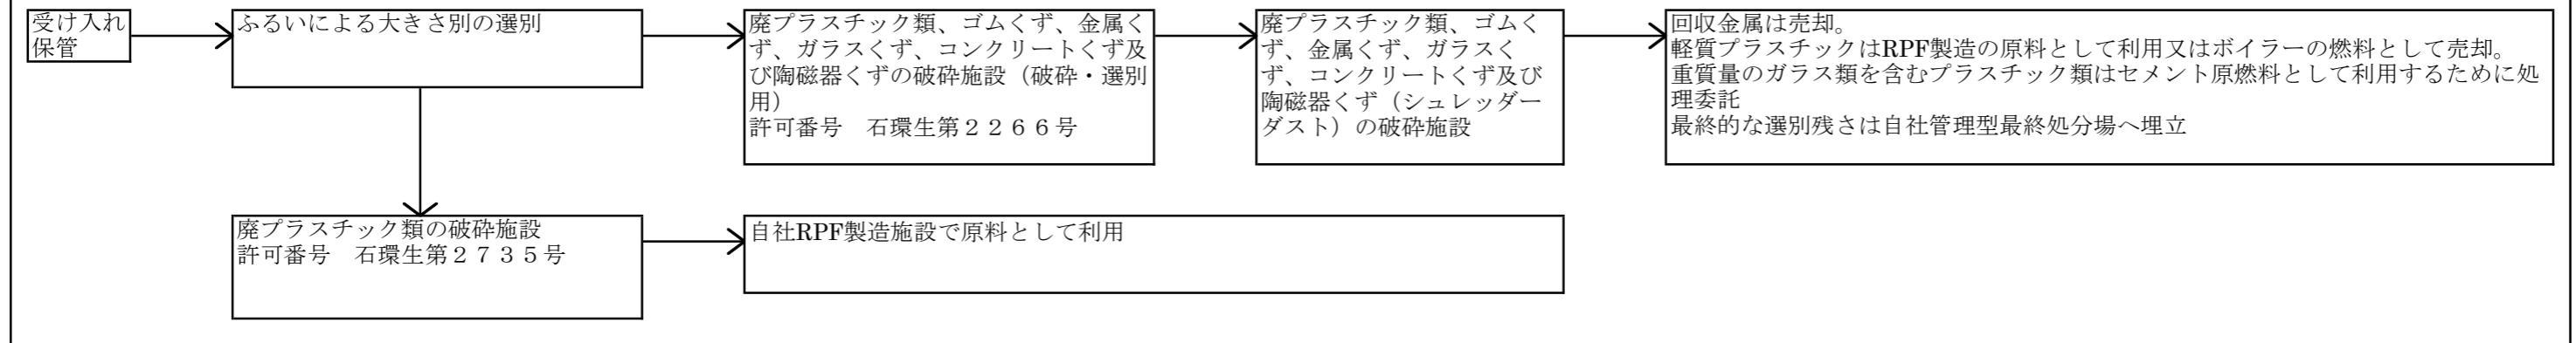 受け入れ
保管
ふるいによる大きさ別の選別
廃プラスチック類、ゴムくず、金属く
ず、ガラスくず、コンクリートくず及
び陶磁器くずの破砕施設（破砕・選別
用）
許可番号　石環生第２２６６号
廃プラスチック類、ゴムく
ず、金属くず、ガラスく
ず、コンクリートくず及び
陶磁器くず（シュレッダー
ダスト）の破砕施設
回収金属は売却。
軽質プラスチックはRPF製造の原料として利用又はボイラーの燃料として売却。
重質量のガラス類を含むプラスチック類はセメント原燃料として利用するために処
理委託
最終的な選別残さは自社管理型最終処分場へ埋立
廃プラスチック類の破砕施設
許可番号　石環生第２７３５号
自社RPF製造施設で原料として利用